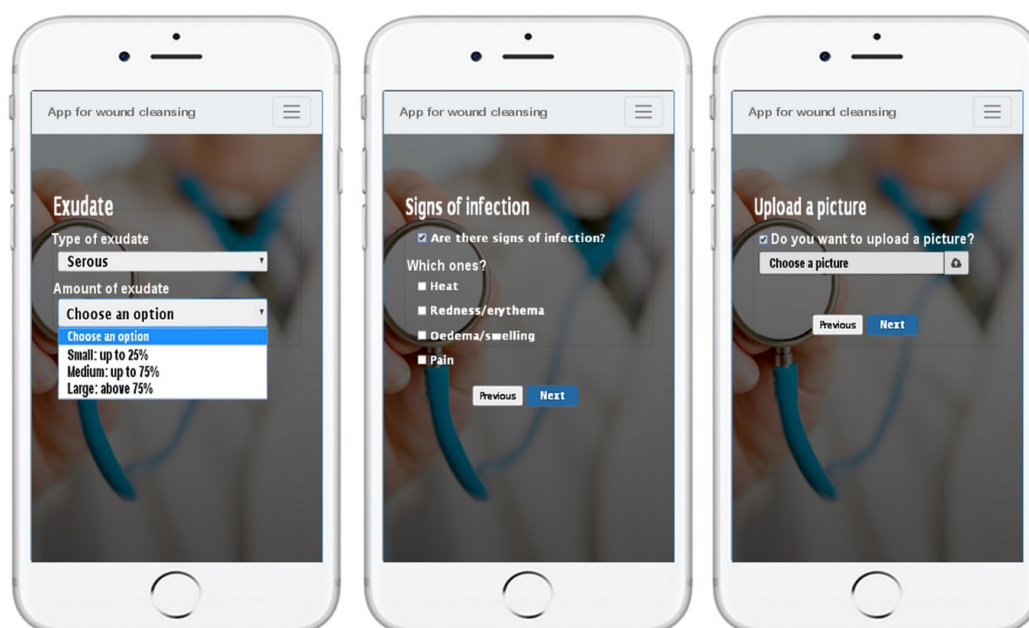 App for wound cleansing
Exudate
Type of exudate
Serous
Amount of exudate
Choose an option
Choose an option
Small: up to 25%
Medium: up to 75%
Large: above 75%
App for wound cleansing
Signs of infection
Are there signs of infection?
Which ones?
Heat
Redness/erythema
Oedema/swelling
Pain
Previous Next
App for wound cleansing
Upload a picture
Do you want to upload a picture?
Choose a picture
Previous Next